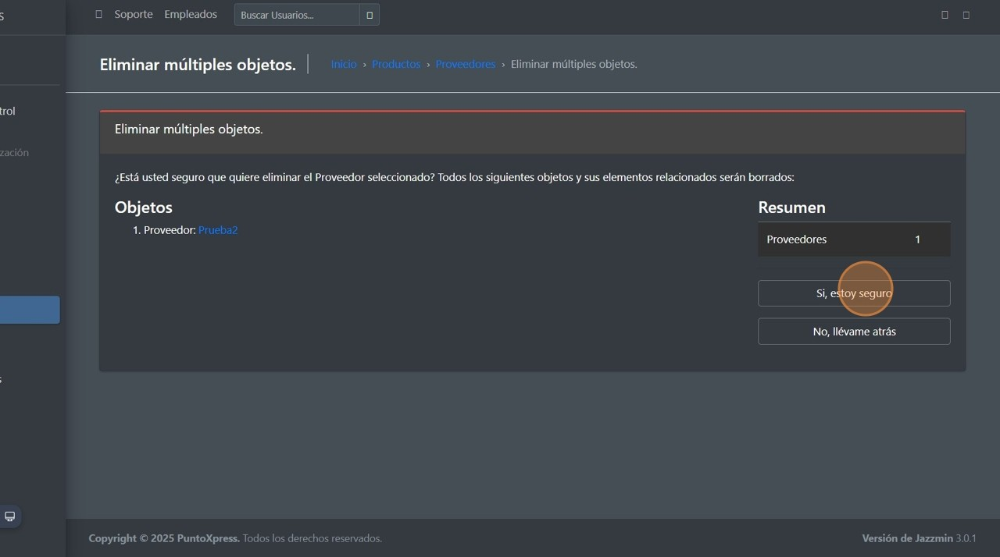 s
Soporte Empleados Buscar Usuarios...
Eliminar múltiples objetos. Inicio › Productos › Proveedores › Eliminar múltiples objetos.
trol
zación
Eliminar múltiples objetos.
¿Está usted seguro que quiere eliminar el Proveedor seleccionado? Todos los siguientes objetos y sus elementos relacionados serán borrados:
Objetos
1. Proveedor: Prueba2
Resumen
Proveedores 1
Si, estoy seguro
No, llévame atrás
s
Copyright © 2025 PuntoXpress. Todos los derechos reservados.
Versión de Jazzmin 3.0.1